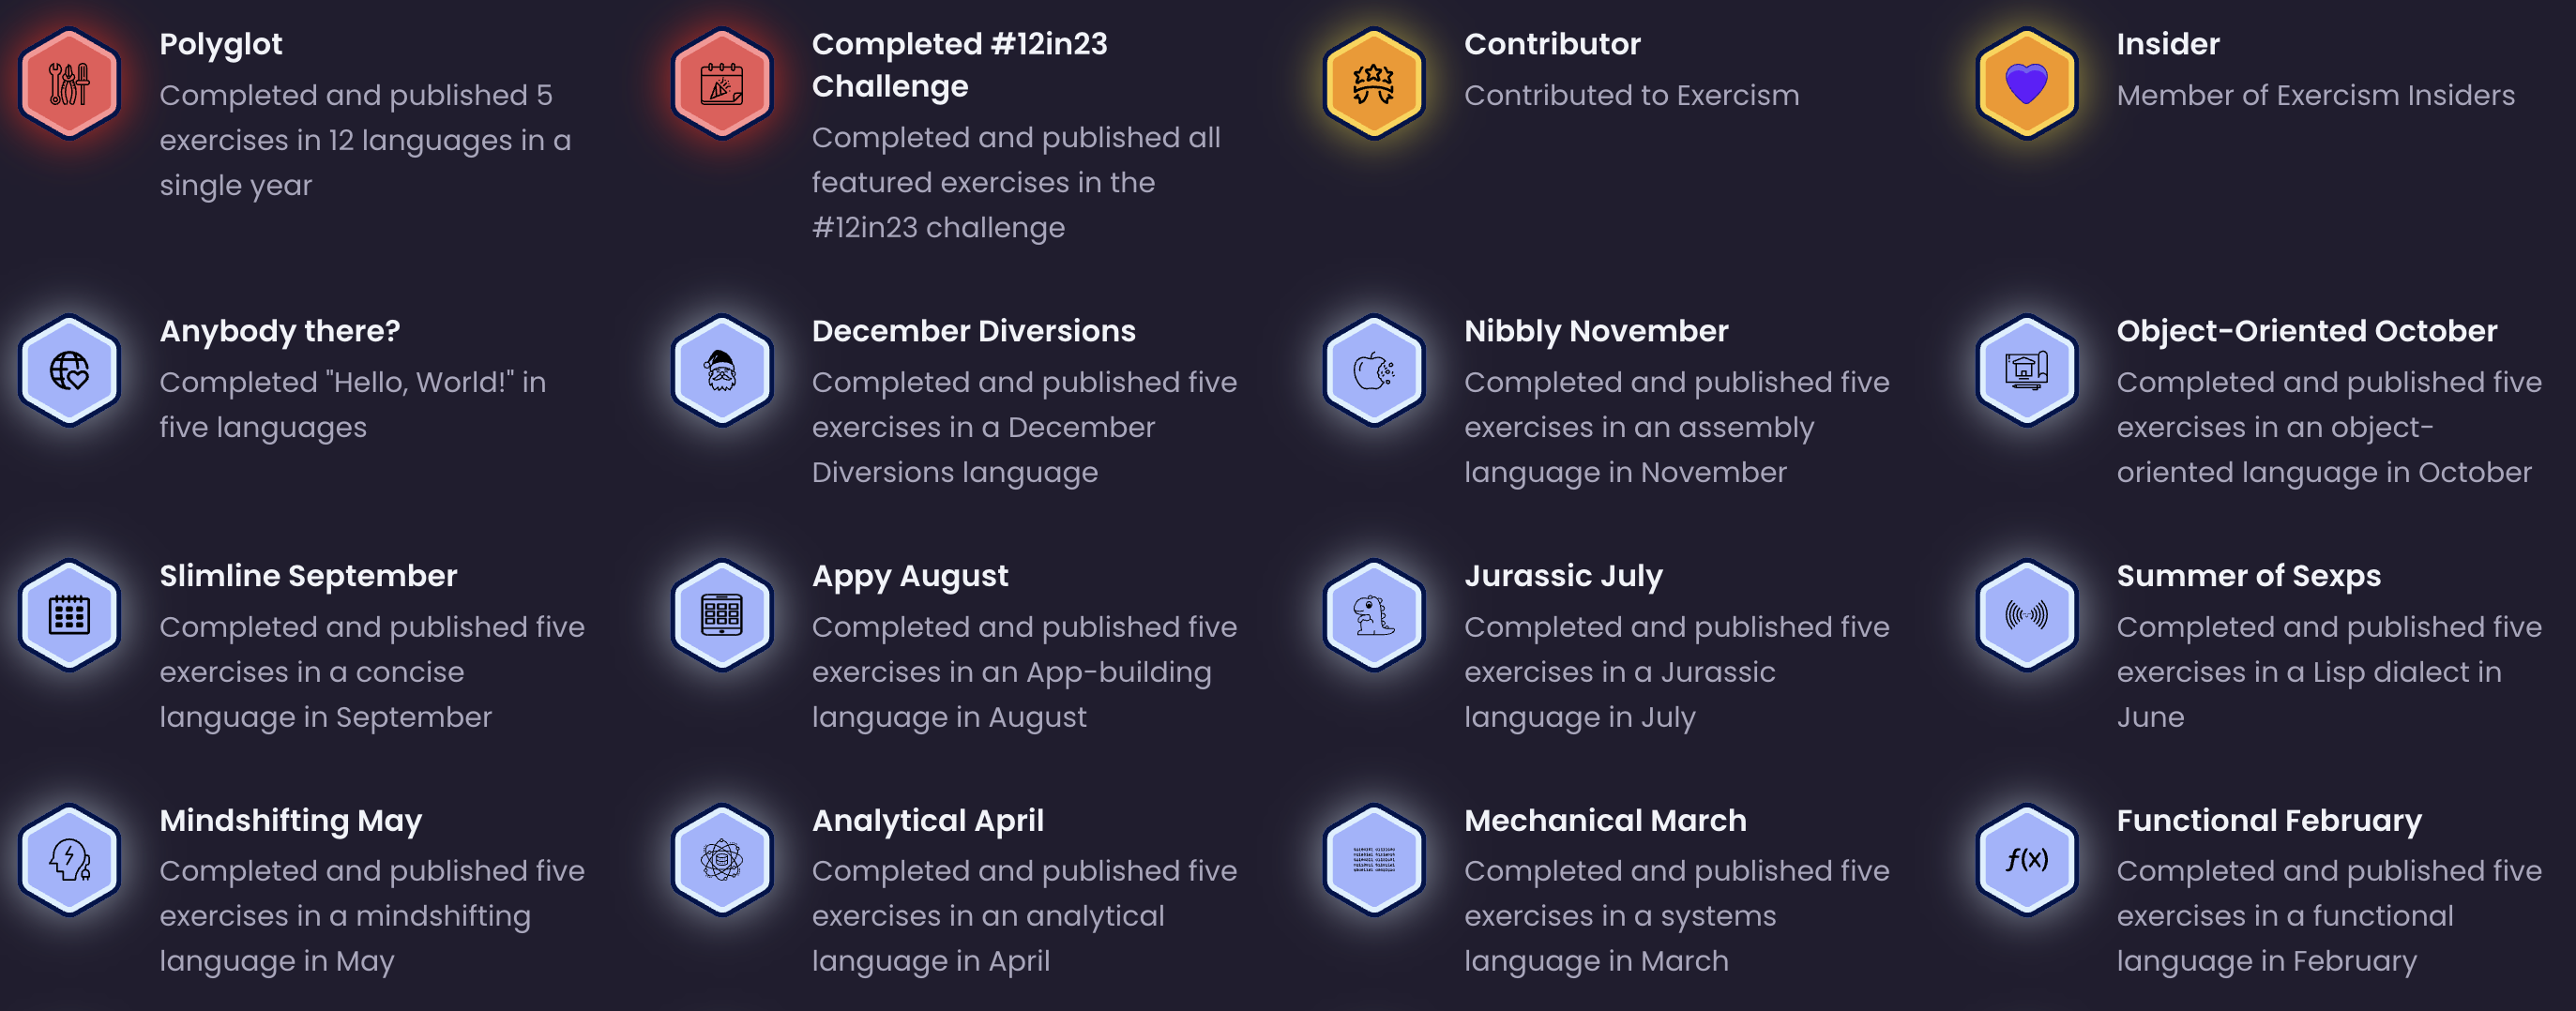 Polyglot
Completed and published 5
exercises in 12 languages in a
single year
Completed #12in23
Challenge
Completed and published all
featured exercises in the
#12in23 challenge
Contributor
Contributed to Exercism
Insider
Member of Exercism Insiders
Anybody there?
Completed "Hello, World!" in
five languages
December Diversions
Completed and published five
exercises in a December
Diversions language
Nibbly November
Completed and published five
exercises in an assembly
language in November
Object-Oriented October
Completed and published five
exercises in an object-
oriented language in October
Slimline September
Completed and published five
exercises in a concise
language in September
Appy August
Completed and published five
exercises in an App-building
language in August
Jurassic July
Completed and published five
exercises in a Jurassic
language in July
Summer of Sexps
Completed and published five
exercises in a Lisp dialect in
June
Mindshifting May
Completed and published five
exercises in a mindshifting
language in May
Analytical April
Completed and published five
exercises in an analytical
language in April
Mechanical March
Completed and published five
exercises in a systems
language in March
f(x)
Functional February
Completed and published five
exercises in a functional
language in February